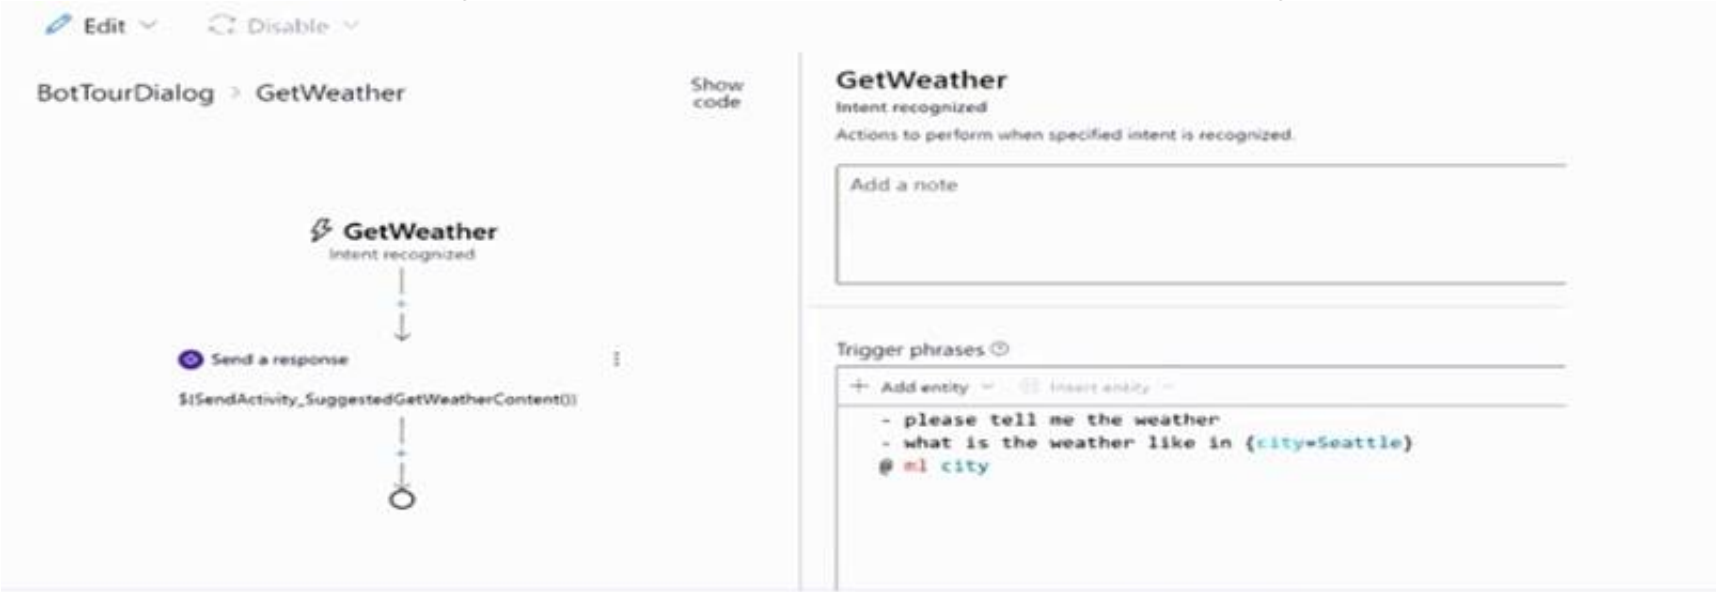 Edit
Disable
BotTourDialog > GetWeather
Show
code
GetWeather
Intent recognized
Send a response
${SendActivity_SuggestedGetWeatherContent()}
GetWeather
Intent recognized
Actions to perform when specified intent is recognized.
Add a note
Trigger phrases
+ Add entity
Insert entity
- please tell me the weather
- what is the weather like in {city=Seattle}
@ ml city